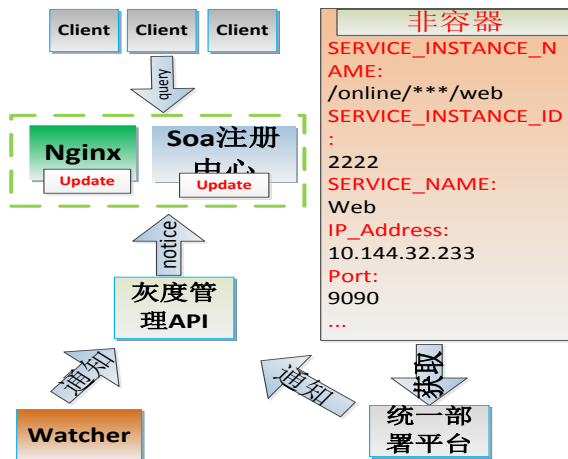 Client
Client
Client
query
Nginx
Update
Soa注册
中心
Update
notice
灰度管
理API
通知
Watcher
非容器
SERVICE_INSTANCE_N
AME:
/online/***/web
SERVICE_INSTANCE_ID
:
2222
SERVICE_NAME:
Web
IP_Address:
10.144.32.233
Port:
9090
...
获取
通知
统一部
署平台